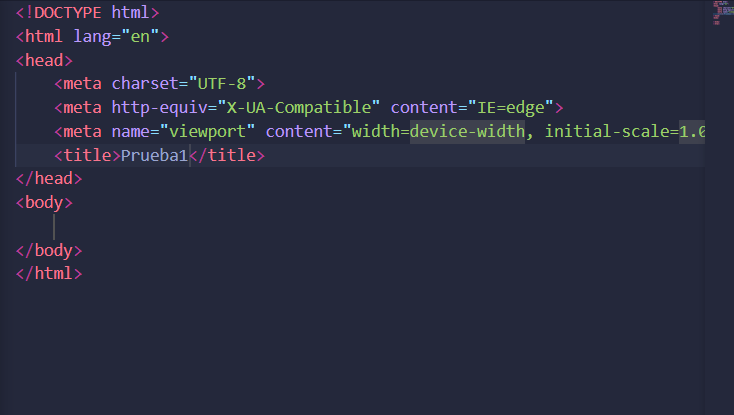 <!DOCTYPE html>
<html lang="en">
<head>
    <meta charset="UTF-8">
    <meta http-equiv="X-UA-Compatible" content="IE=edge">
    <meta name="viewport" content="width=device-width, initial-scale=1.0
    <title>Prueba1</title>
</head>
<body>
</body>
</html>